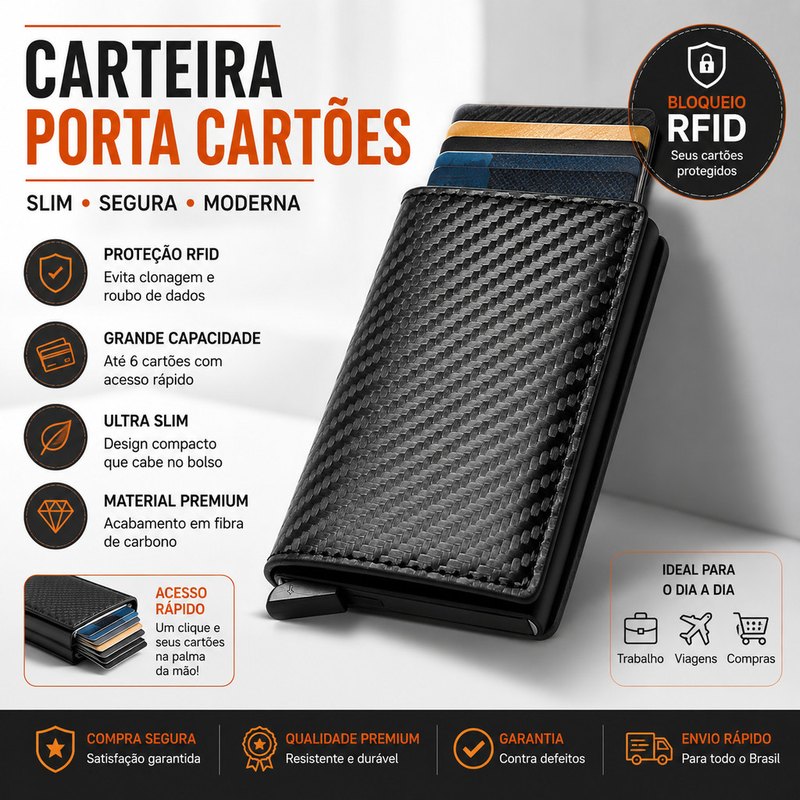 CARTEIRA
PORTA CARTÕES
SLIM • SEGURA • MODERNA
BLOQUEIO
RFID
Seus cartões
protegidos
PROTEÇÃO RFID
Evita clonagem e
roubo de dados
GRANDE CAPACIDADE
Até 6 cartões com
acesso rápido
ULTRA SLIM
Design compacto
que cabe no bolso
MATERIAL PREMIUM
Acabamento em fibra
de carbono
ACESSO
RÁPIDO
Um clique e
seus cartões
na palma
da mão!
IDEAL PARA
O DIA A DIA
Trabalho Viagens Compras
COMPRA SEGURA
Satisfação garantida
QUALIDADE PREMIUM
Resistente e durável
GARANTIA
Contra defeitos
ENVIO RÁPIDO
Para todo o Brasil